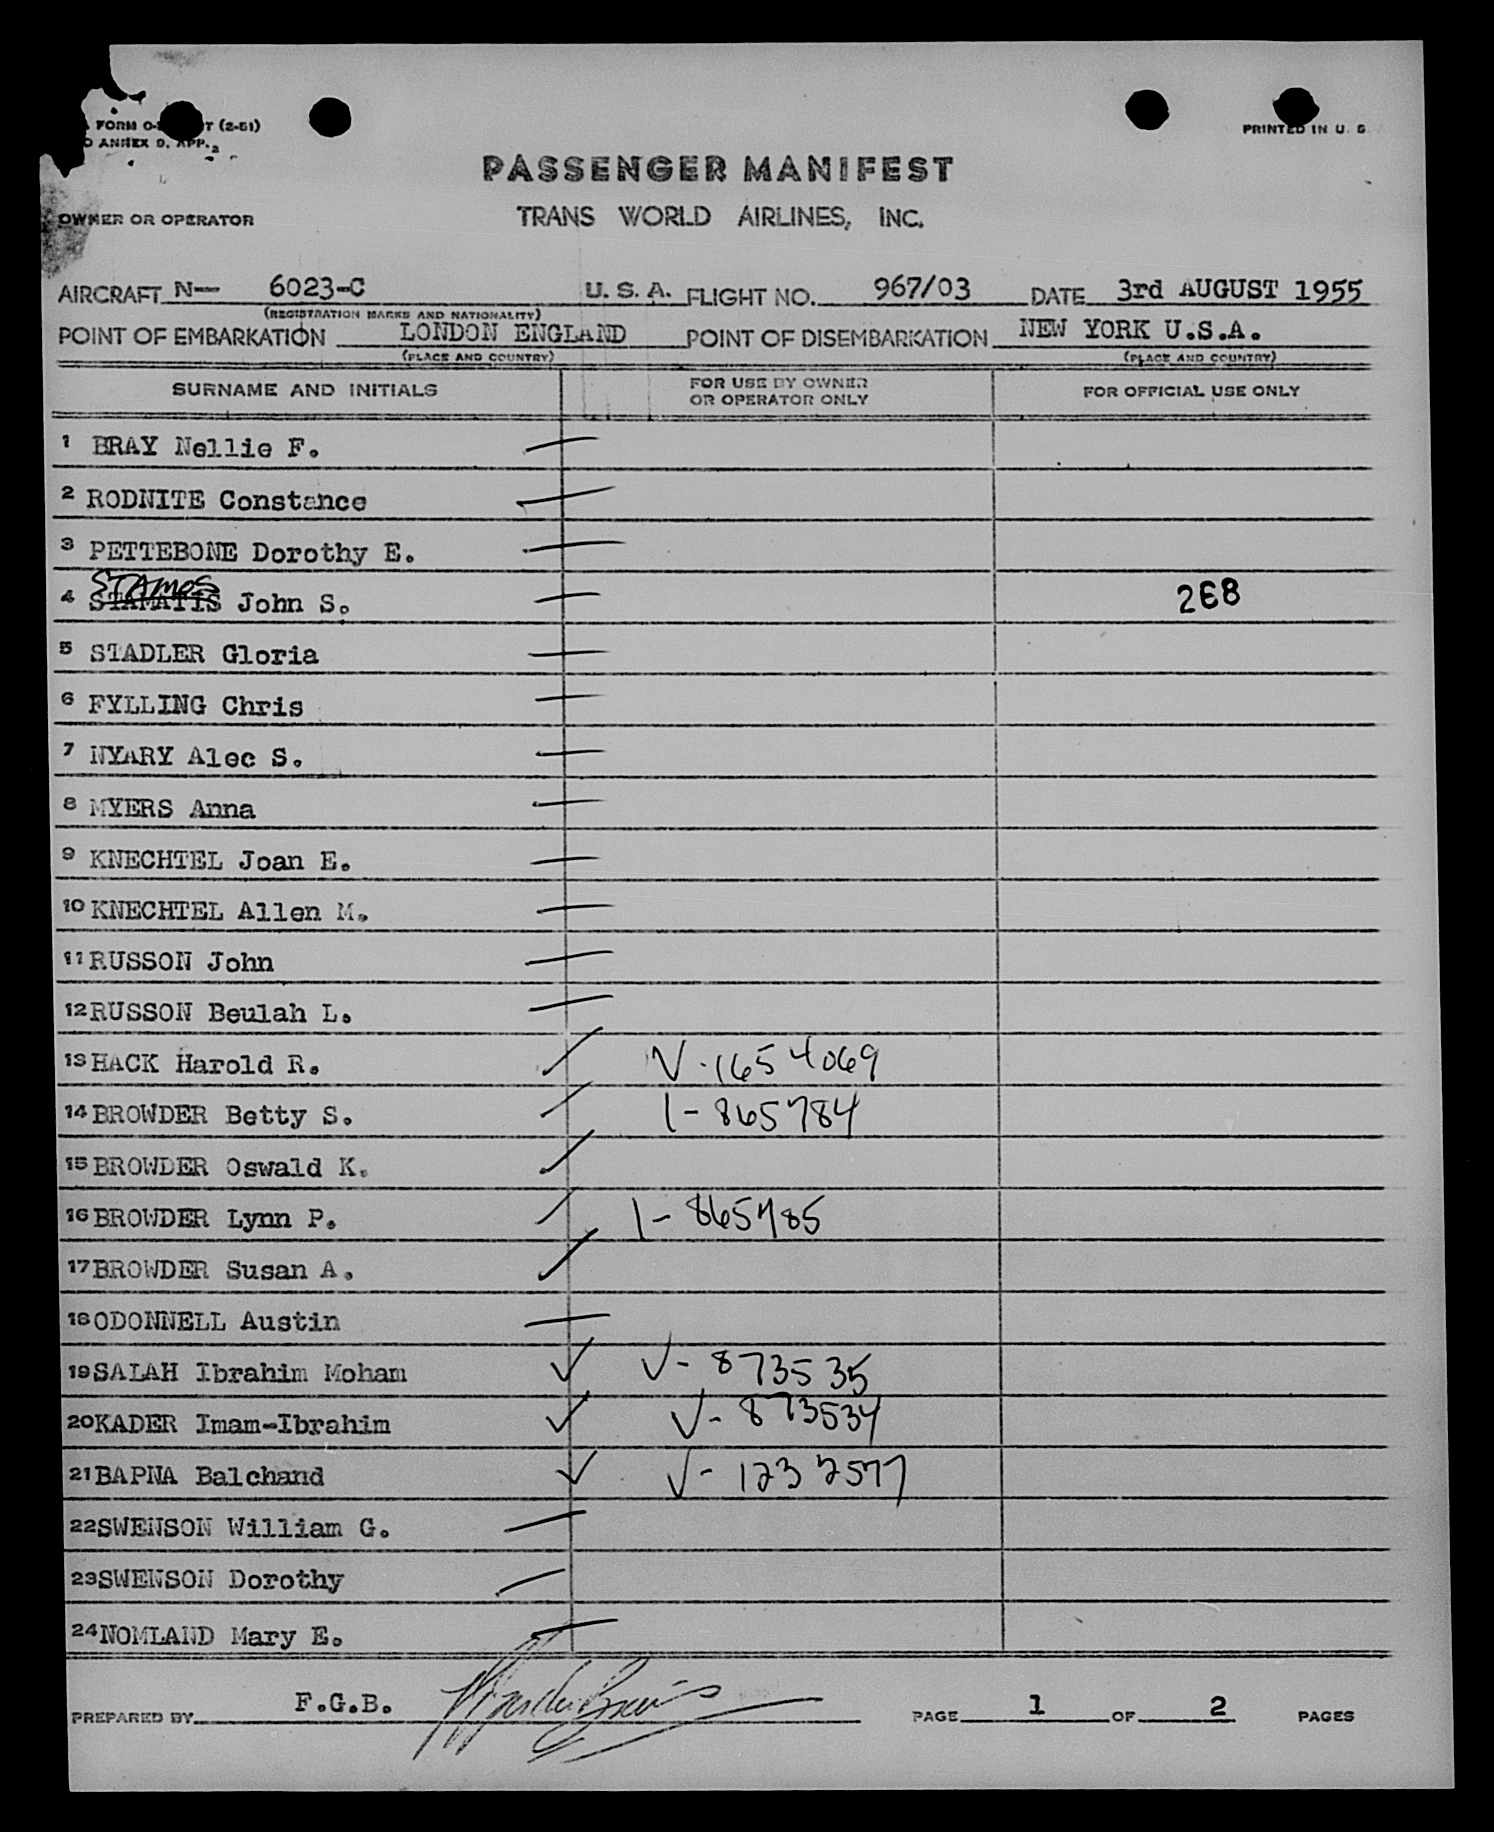 FORM O- T (2-51)
ANNEX 9, APP. 2
PRINTED IN U. S.
PASSENGER MANIFEST
OWNER OR OPERATOR TRANS WORLD AIRLINES, INC.
AIRCRAFT N-- 6023-C U. S. A. FLIGHT NO. 967/03 DATE 3rd AUGUST 1955
(REGISTRATION MARKS AND NATIONALITY)
POINT OF EMBARKATION LONDON ENGLAND POINT OF DISEMBARKATION NEW YORK U.S.A.
(PLACE AND COUNTRY) (PLACE AND COUNTRY)
SURNAME AND INITIALS FOR USE BY OWNER OR OPERATOR ONLY FOR OFFICIAL USE ONLY
1 BRAY Nellie F.
2 RODNITE Constance
3 PETTEBONE Dorothy E.
STAMOS
4 STAMATIS John S. 268
5 STADLER Gloria
6 FYLLING Chris
7 NYARY Alec S.
8 MYERS Anna
9 KNECHTEL Joan E.
10 KNECHTEL Allen M.
11 RUSSON John
12 RUSSON Beulah L.
13 HACK Harold R. V-1654069
14 BROWDER Betty S. 1-865784
15 BROWDER Oswald K.
16 BROWDER Lynn P. 1-865785
17 BROWDER Susan A.
18 ODONNELL Austin
19 SALAH Ibrahim Moham V-873535
20 KADER Imam-Ibrahim V-873534
21 BAPNA Balchand V-1232577
22 SWENSON William G.
23 SWENSON Dorothy
24 NOMLAND Mary E.
PREPARED BY F.G.B. PAGE 1 OF 2 PAGES